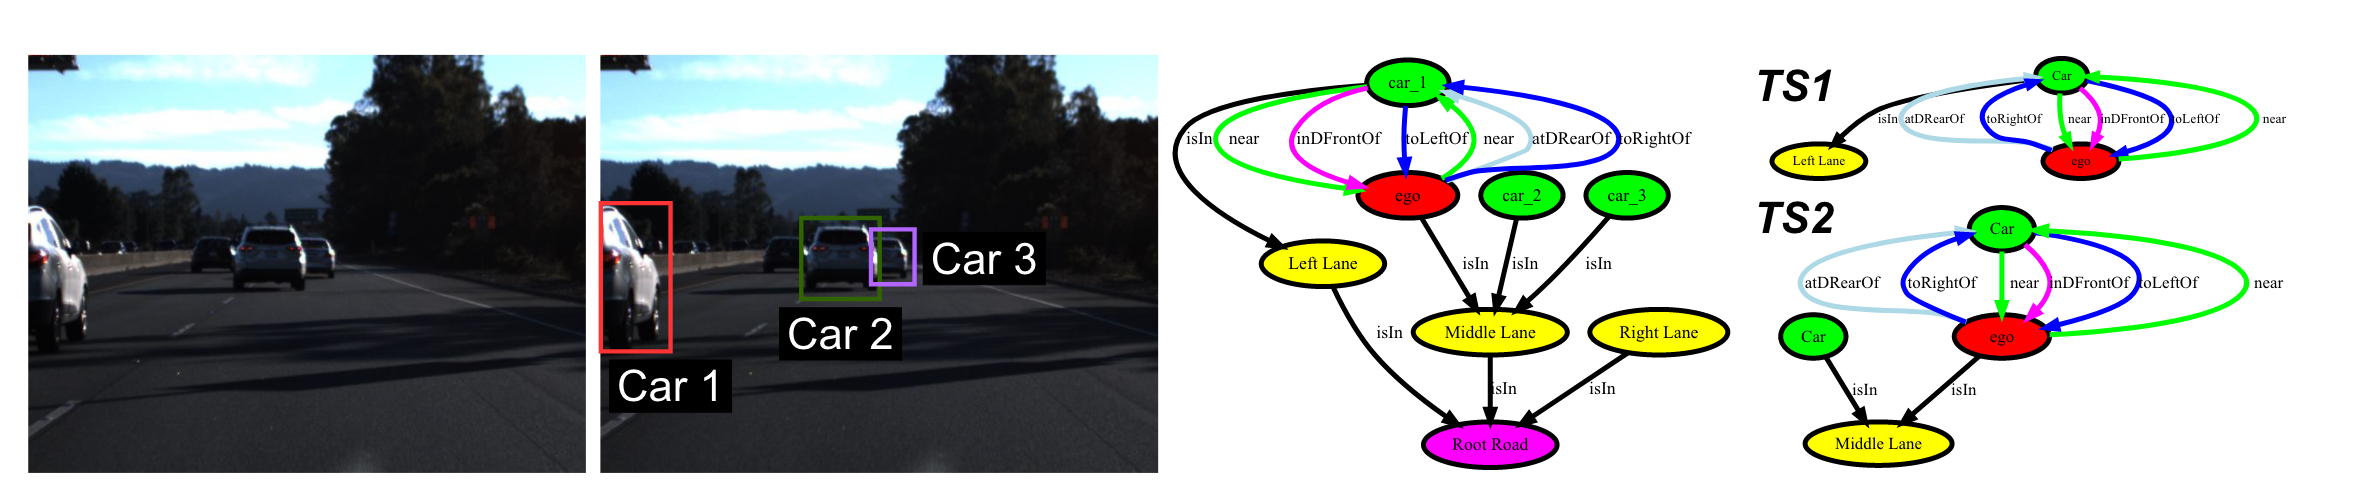 Car 1
Car 2
Car 3
car_1
isIn
near
inDFrontOf
toLeftOf
near
atDRearOf
toRightOf
ego
car_2
car_3
isIn
isIn
isIn
Left Lane
isIn
Middle Lane
Right Lane
isIn
isIn
Root Road
TS1
Car
isIn
atDRearOf
toRightOf
near
inDFrontOf
toLeftOf
near
Left Lane
ego
TS2
Car
atDRearOf
toRightOf
near
inDFrontOf
toLeftOf
near
Car
ego
isIn
isIn
Middle Lane